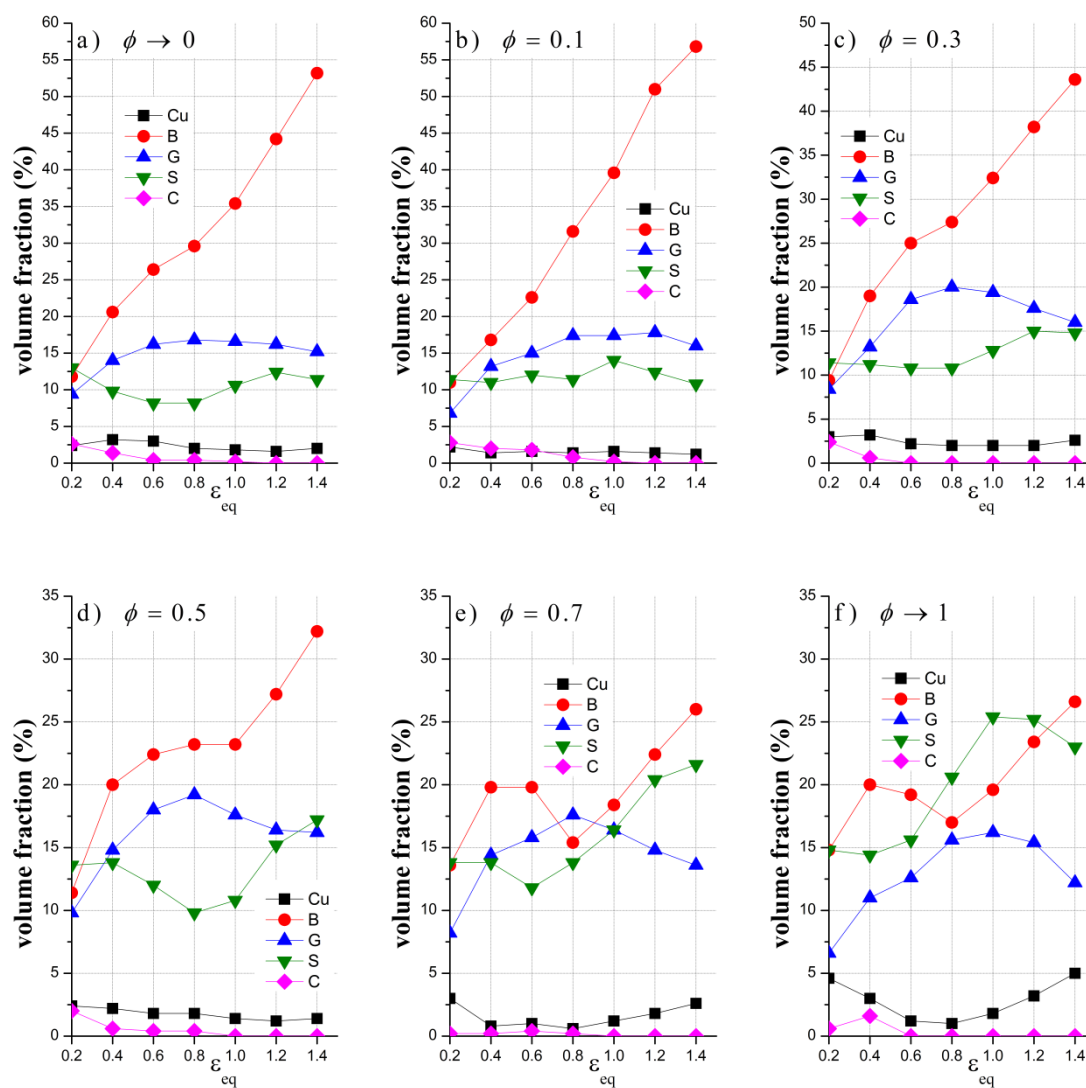 a) ϕ → 0
60
55
50
45
40
35
30
25
20
15
10
5
0
volume fraction (%)
Cu
B
G
S
C
0.2 0.4 0.6 0.8 1.0 1.2 1.4
ε eq
b) ϕ = 0.1
60
55
50
45
40
35
30
25
20
15
10
5
0
volume fraction (%)
Cu
B
G
S
C
0.2 0.4 0.6 0.8 1.0 1.2 1.4
ε eq
c) ϕ = 0.3
50
45
40
35
30
25
20
15
10
5
0
volume fraction (%)
Cu
B
G
S
C
0.2 0.4 0.6 0.8 1.0 1.2 1.4
ε eq
d) ϕ = 0.5
35
30
25
20
15
10
5
0
volume fraction (%)
Cu
B
G
S
C
0.2 0.4 0.6 0.8 1.0 1.2 1.4
ε eq
e) ϕ = 0.7
35
30
25
20
15
10
5
0
volume fraction (%)
Cu
B
G
S
C
0.2 0.4 0.6 0.8 1.0 1.2 1.4
ε eq
f) ϕ → 1
35
30
25
20
15
10
5
0
volume fraction (%)
Cu
B
G
S
C
0.2 0.4 0.6 0.8 1.0 1.2 1.4
ε eq